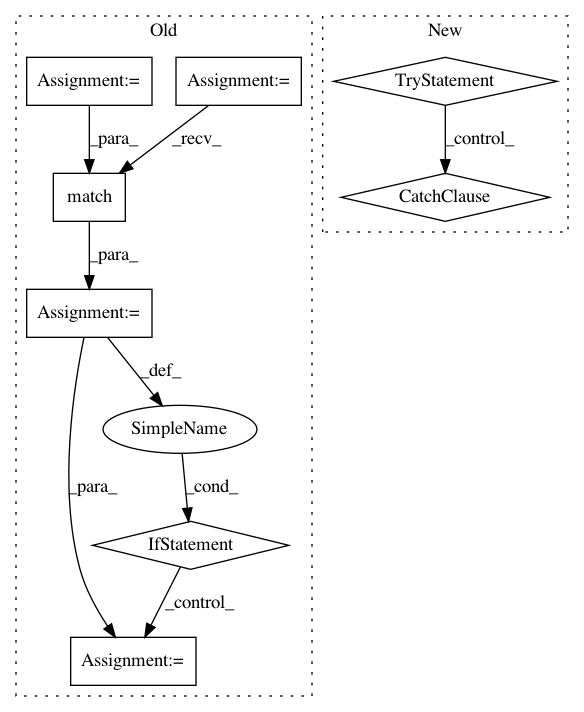 Old
New
Assignment:=
Assignment:=
TryStatement
_para_
_recv_
_control_
match
CatchClause
_para_
Assignment:=
_def_
SimpleName
_para_
_cond_
IfStatement
_control_
Assignment:=